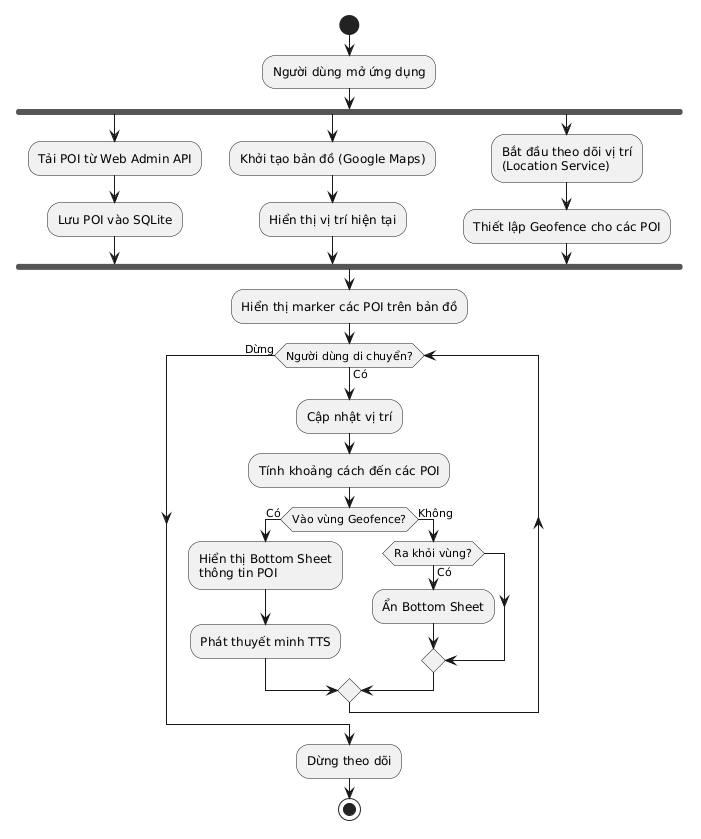 Người dùng mở ứng dụng
Tải POI từ Web Admin API
Lưu POI vào SQLite
Khởi tạo bản đồ (Google Maps)
Hiển thị vị trí hiện tại
Bắt đầu theo dõi vị trí
(Location Service)
Thiết lập Geofence cho các POI
Hiển thị marker các POI trên bản đồ
Dừng
Người dùng di chuyển?
Có
Cập nhật vị trí
Tính khoảng cách đến các POI
Có
Vào vùng Geofence?
Không
Hiển thị Bottom Sheet
thông tin POI
Phát thuyết minh TTS
Ra khỏi vùng?
Có
Ẩn Bottom Sheet
Dừng theo dõi